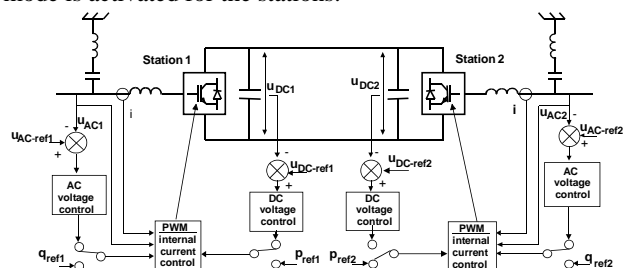 mode is activated for the stations.
Station 1
Station 2
uDC1
uDC2
i
i
uAC1
uAC2
uAC-ref1
uAC-ref2
-
+
-
+
-
+
-
+
uDC-ref1
uDC-ref2
AC
voltage
control
DC
voltage
control
DC
voltage
control
AC
voltage
control
PWM
internal
current
control
PWM
internal
current
control
qref1
pref1
pref2
qref2